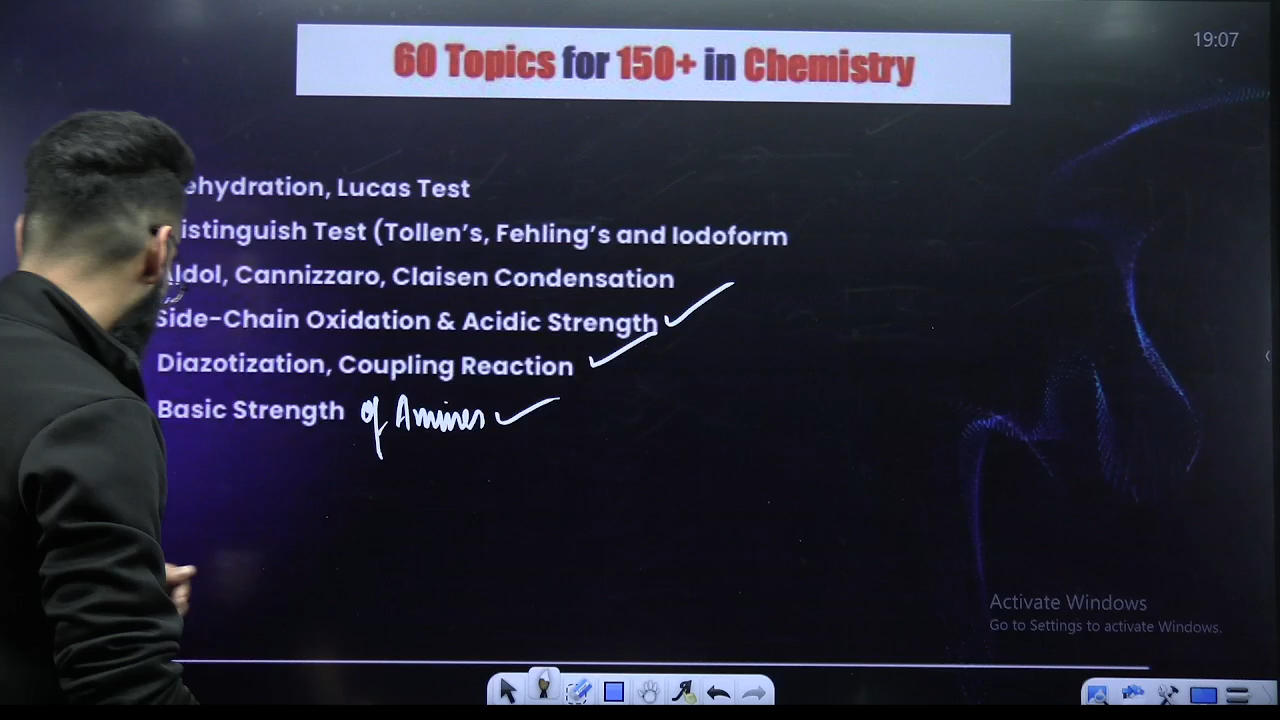 60 Topics for 150+ in Chemistry
19:07
ehydration, Lucas Test
istinguish Test (Tollen's, Fehling's and Iodoform
Aldol, Cannizzaro, Claisen Condensation
Side-Chain Oxidation & Acidic Strength
Diazotization, Coupling Reaction
Basic Strength of Amines
Activate Windows
Go to Settings to activate Windows.